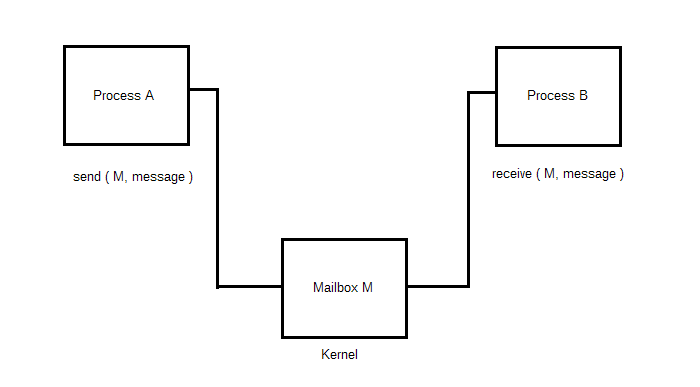 Process A
Process B
send ( M, message )
receive ( M, message )
Mailbox M
Kernel